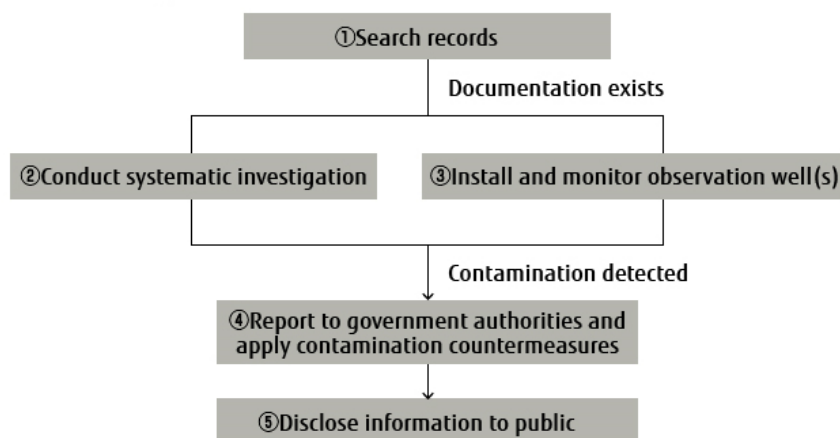 ①Search records
Documentation exists
②Conduct systematic investigation
③Install and monitor observation well(s)
Contamination detected
④Report to government authorities and
apply contamination countermeasures
⑤Disclose information to public